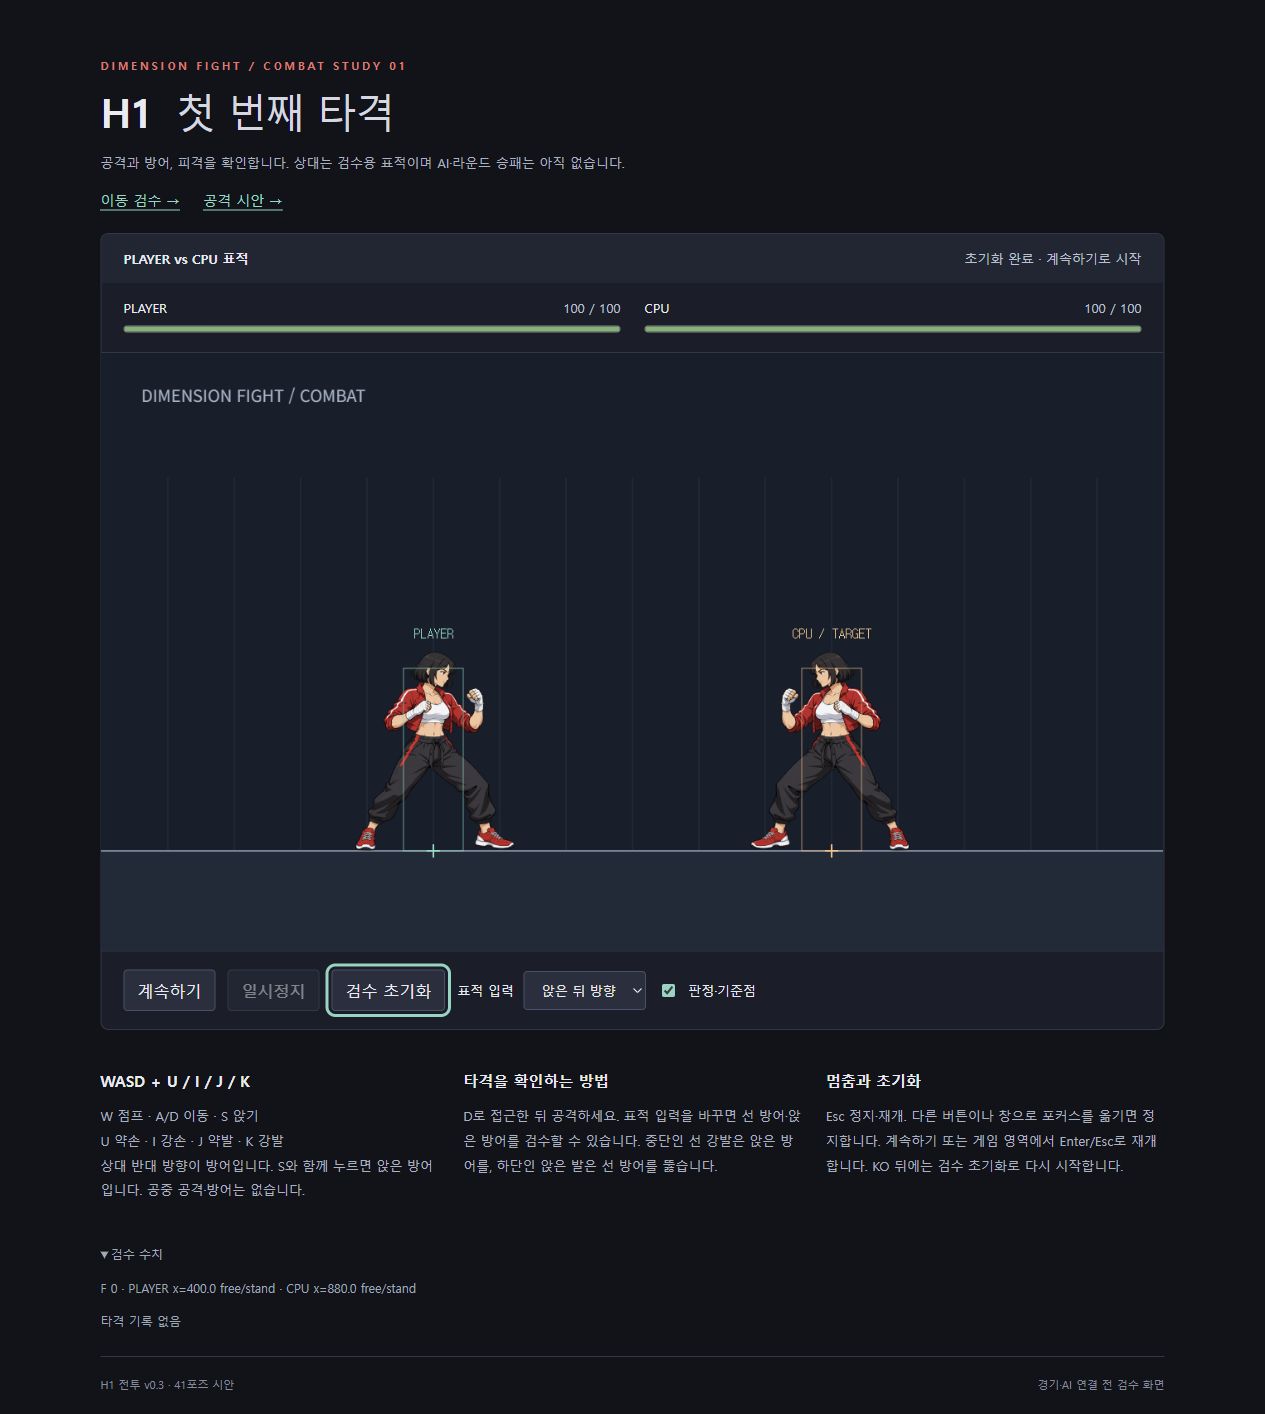 DIMENSION FIGHT / COMBAT STUDY 01
H1 첫 번째 타격
공격과 방어, 피격을 확인합니다. 상대는 검수용 표적이며 AI·라운드 승패는 아직 없습니다.
이동 검수 → 공격 시안 →
PLAYER vs CPU 표적 초기화 완료 · 계속하기로 시작
PLAYER 100 / 100 CPU 100 / 100
DIMENSION FIGHT / COMBAT
PLAYER CPU / TARGET
계속하기 일시정지 검수 초기화 표적 입력 앉은 뒤 방향 판정·기준점
WASD + U / I / J / K
W 점프 · A/D 이동 · S 앉기
U 약손 · I 강손 · J 약발 · K 강발
상대 반대 방향이 방어입니다. S와 함께 누르면 앉은 방어
입니다. 공중 공격·방어는 없습니다.
타격을 확인하는 방법
D로 접근한 뒤 공격하세요. 표적 입력을 바꾸면 선 방어·앉
은 방어를 검수할 수 있습니다. 중단인 선 강발은 앉은 방
어를, 하단인 앉은 발은 선 방어를 뚫습니다.
멈춤과 초기화
Esc 정지·재개. 다른 버튼이나 창으로 포커스를 옮기면 정
지합니다. 계속하기 또는 게임 영역에서 Enter/Esc로 재개
합니다. KO 뒤에는 검수 초기화로 다시 시작합니다.
▼검수 수치
F 0 · PLAYER x=400.0 free/stand · CPU x=880.0 free/stand
타격 기록 없음
H1 전투 v0.3 · 41포즈 시안 경기·AI 연결 전 검수 화면